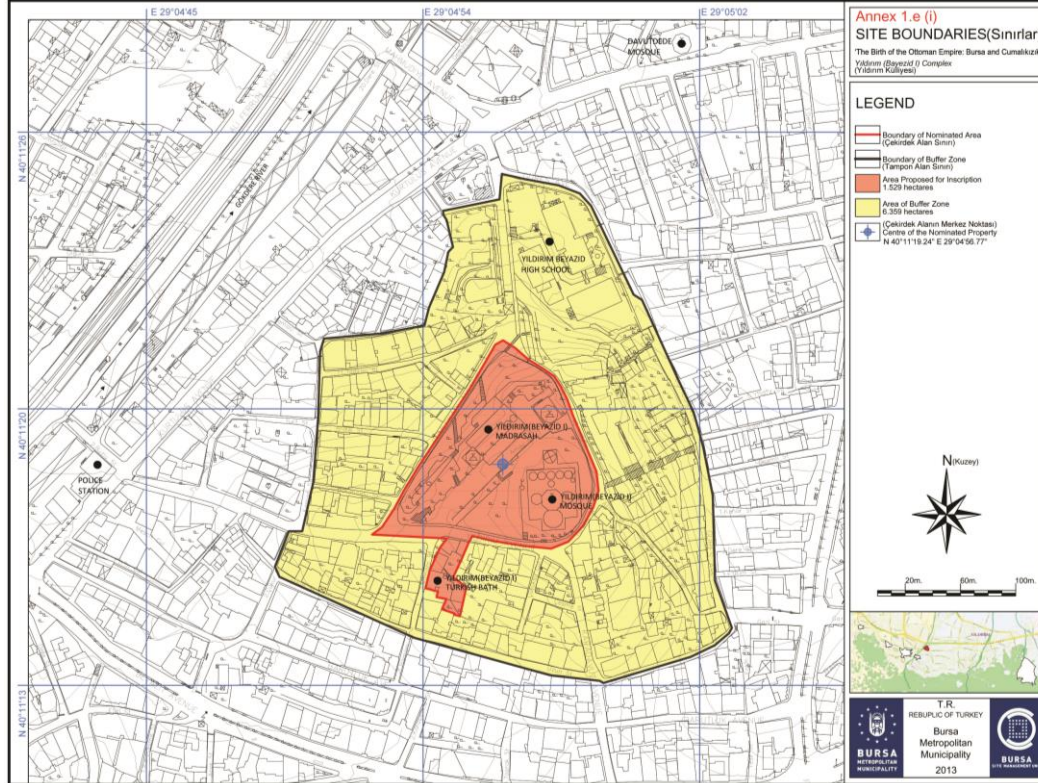 E 29°04'45
E 29°04'54
E 29°05'02
N 40°11'26
N 40°11'20
N 40°11'13
DAVUTDEDE
MOSQUE
GÖKDERE RIVER
YILDIRIM BEYAZID
HIGH SCHOOL
YILDIRIM(BEYAZID I)
MADRASAH
YILDIRIM(BEYAZID I)
MOSQUE
POLICE
STATION
YILDIRIM(BEYAZID I)
TURKISH BATH
Annex 1.e (i)
SITE BOUNDARIES(Sınırlar
'The Birth of the Ottoman Empire: Bursa and Cumalıkızık
Yıldırım (Bayezid I) Complex
(Yıldırım Külliyesi)
LEGEND
Boundary of Nominated Area
(Çekirdek Alan Sınırı)
Boundary of Buffer Zone
(Tampon Alan Sınırı)
Area Proposed for Inscription
1.529 hectares
Area of Buffer Zone
6.359 hectares
(Çekirdek Alanın Merkez Noktası)
Centre of the Nominated Property
N 40°11'19.24" E 29°04'56.77"
N(Kuzey)
20m. 60m. 100m.
T.R.
REBUPLIC OF TURKEY
Bursa
Metropolitan
Municipality
2013
BURSA
METROPOLITAN
MUNICIPALITY
BURSA
SITE MANAGEMENT